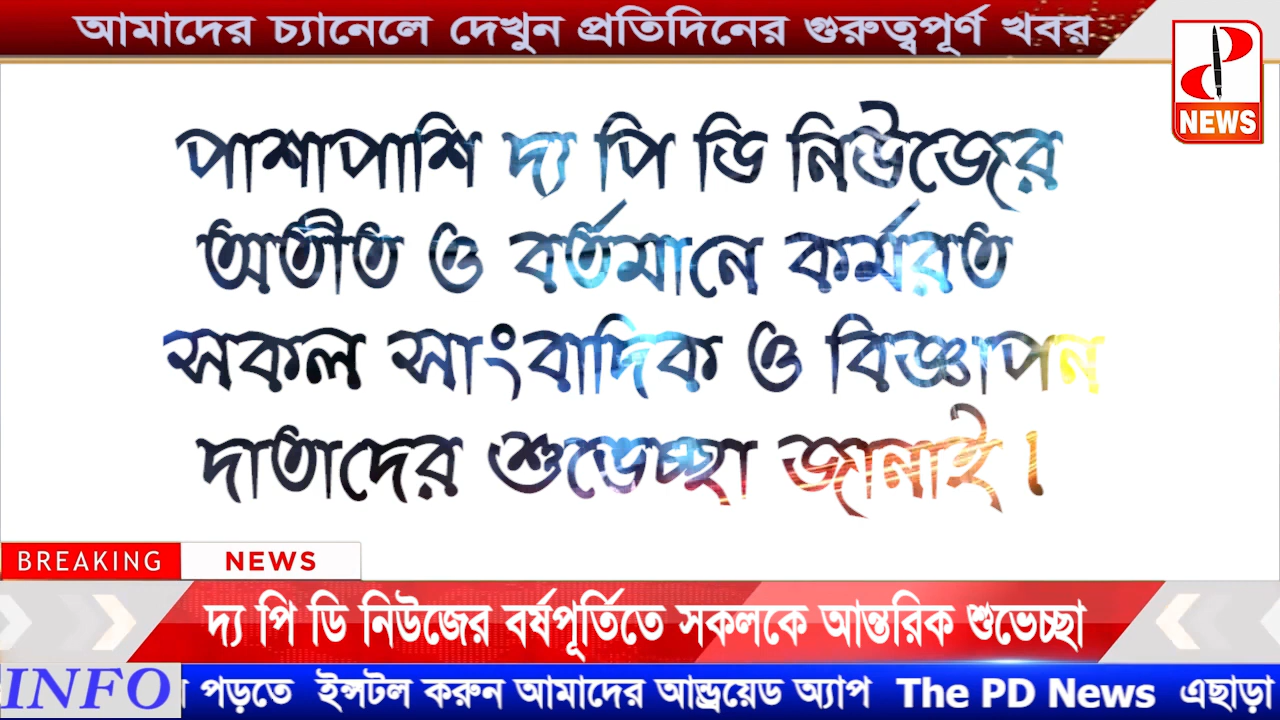 আমাদের চ্যানেলে দেখুন প্রতিদিনের গুরুত্বপূর্ণ খবর
NEWS
পাশাপাশি দ্য পি ডি নিউজের
অতীত ও বর্তমানে কর্মরত
সকল সাংবাদিক ও বিজ্ঞাপন
দাতাদের শুভেচ্ছা জানাই।
BREAKING NEWS
দ্য পি ডি নিউজের বর্ষপূর্তিতে সকলকে আন্তরিক শুভেচ্ছা
INFO পড়তে ইন্সটল করুন আমাদের আন্ড্রয়েড অ্যাপ The PD News এছাড়া